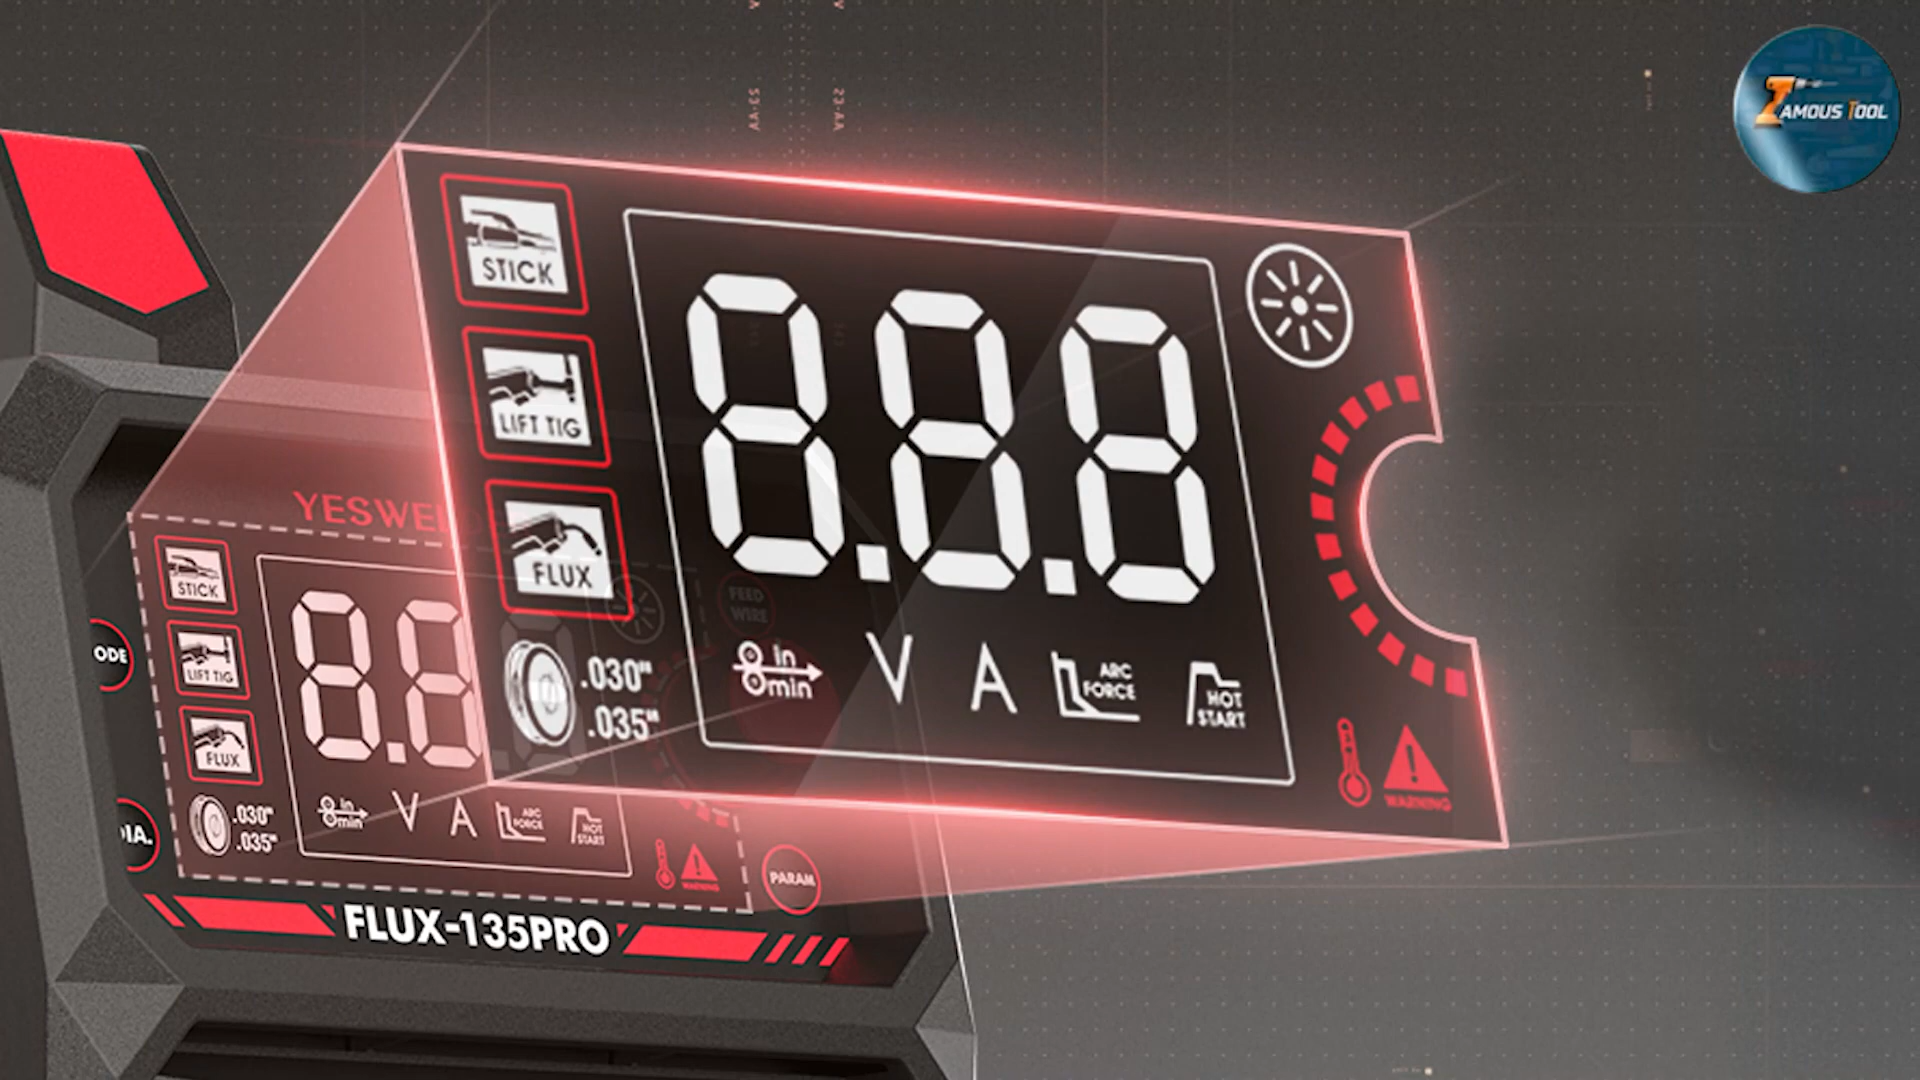 FAMOUS TOOL
STICK
LIFT TIG
FLUX
.030"
.035"
8.8.8
in
min
V
A
ARC
FORCE
HOT
START
WARNING
YESWEL
FEED
WIRE
STICK
LIFT TIG
FLUX
.030"
.035"
8.8
in
min
V
A
ARC
FORCE
HOT
START
WARNING
ODE
IA.
PARAM
FLUX-135PRO